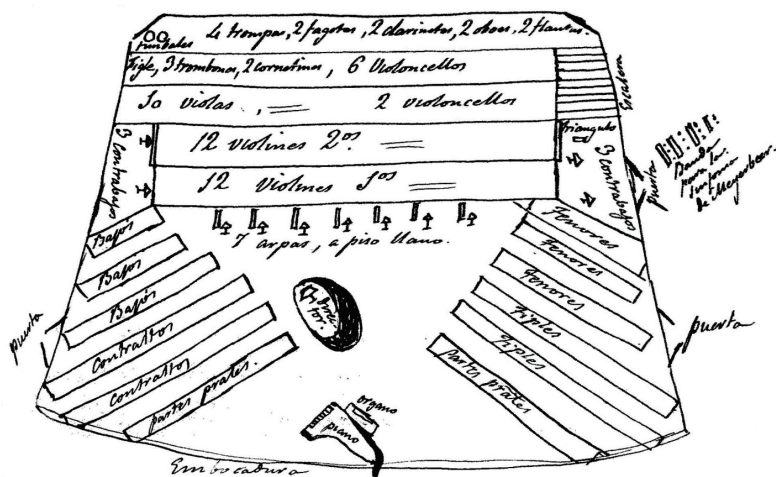 timbales
4 trompas, 2 fagotes, 2 clarinetes, 2 oboes, 2 flautas.
Figle, 3 trombones, 2 cornetines, 6 Violoncellos
10 violas, 2 violoncellos
Escalera
12 violines 2os.
12 violines 1os
3 Contrabajos
triangulo
3 Contrabajos
puerta
Banda
para la
sinfonia
de Meyerbeer.
7 arpas, a piso llano.
Bajos
Bajos
Bajos
contraltos
contraltos
partes prales.
Tenores
Tenores
Tenores
Tiples
Tiples
partes prales
Direc
tor.
puerta
puerta
organo
piano
Embocadura